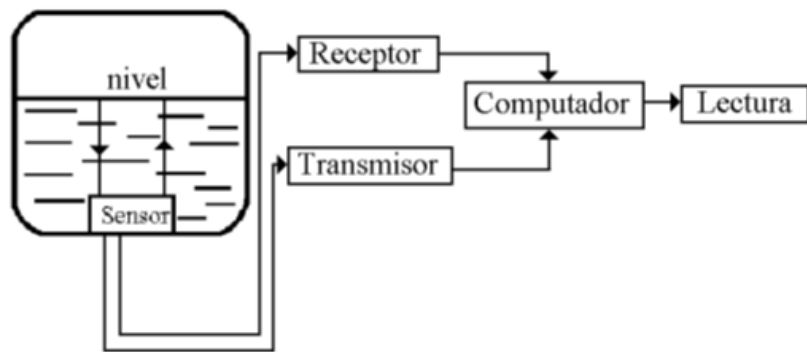 nivel
Sensor
Receptor
Transmisor
Computador
Lectura